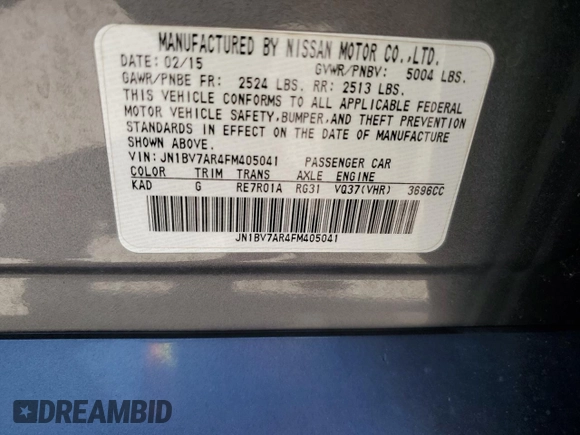 MANUFACTURED BY NISSAN MOTOR CO.,LTD.
DATE: 02/15 GVWR/PNBV: 5004 LBS.
GAWR/PNBE FR: 2524 LBS. RR: 2513 LBS.
THIS VEHICLE CONFORMS TO ALL APPLICABLE FEDERAL
MOTOR VEHICLE SAFETY,BUMPER,AND THEFT PREVENTION
STANDARDS IN EFFECT ON THE DATE OF MANUFACTURE
SHOWN ABOVE.
VIN: JN1BV7AR4FM405041 PASSENGER CAR
COLOR TRIM TRANS AXLE ENGINE
KAD G RE7R01A RG31 VQ37(VHR) 3696CC
JN1BV7AR4FM405041
DREAMBID